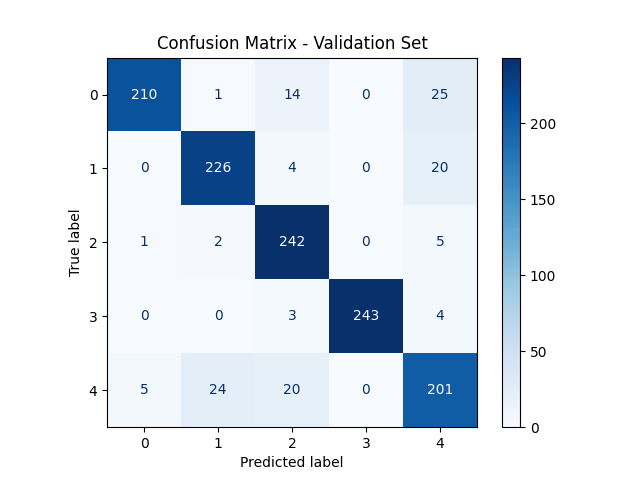 Confusion Matrix - Validation Set
0 210 1 14 0 25
1 0 226 4 0 20
2 1 2 242 0 5
3 0 0 3 243 4
4 5 24 20 0 201
0 1 2 3 4
Predicted label
True label
200
150
100
50
0